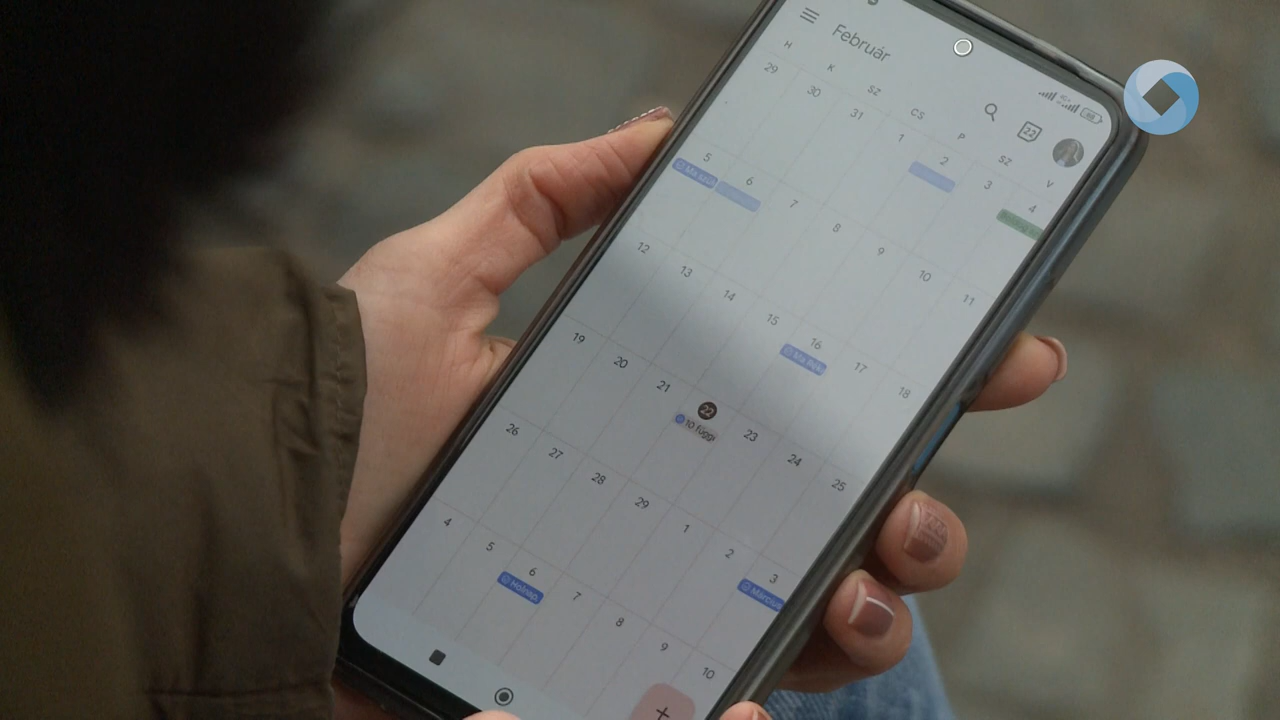 Február
22
H K SZ CS P SZ V
29 30 31 1 2 3 4
5 6 7 8 9 10 11
12 13 14 15 16 17 18
19 20 21 22 23 24 25
10 függ
26 27 28 29 1 2 3
4 5 6 7 8 9 10
Holnap
+